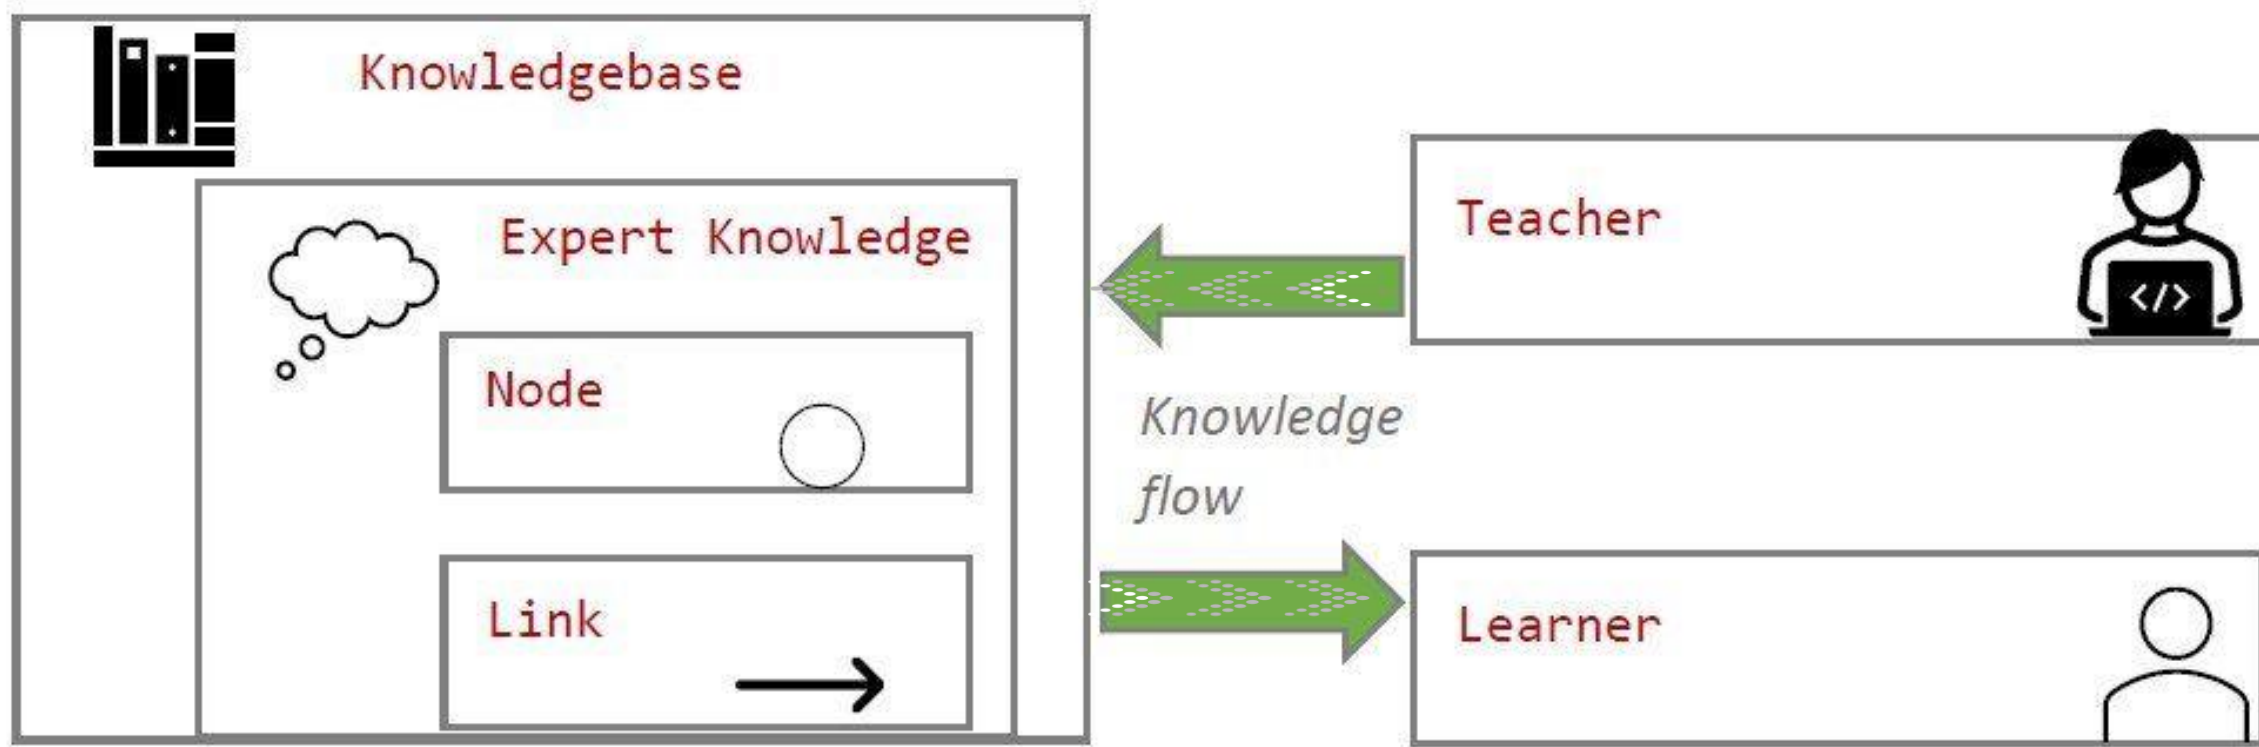 Knowledgebase
Expert Knowledge
Node
Link
Knowledge
flow
Teacher
</>
Learner